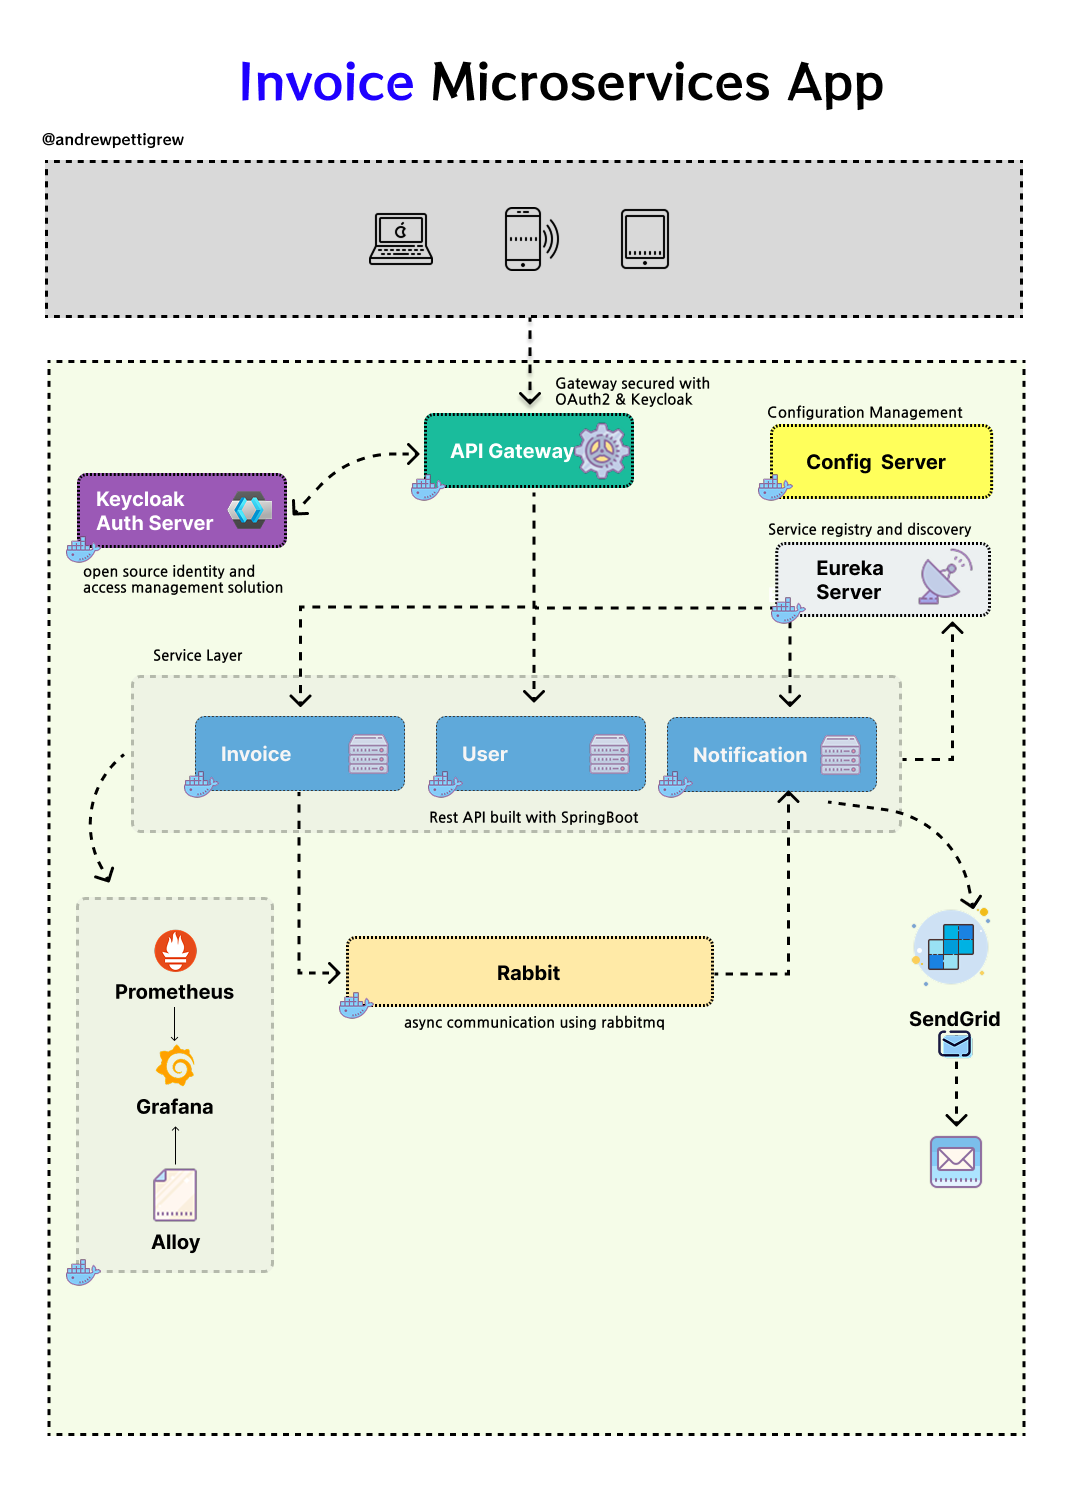 Invoice Microservices App
@andrewpettigrew
Gateway secured with
OAuth2 & Keycloak
API Gateway
Configuration Management
Config Server
Keycloak
Auth Server
open source identity and
access management solution
Service registry and discovery
Eureka
Server
Service Layer
Invoice
User
Notification
Rest API built with SpringBoot
Rabbit
async communication using rabbitmq
Prometheus
Grafana
Alloy
SendGrid